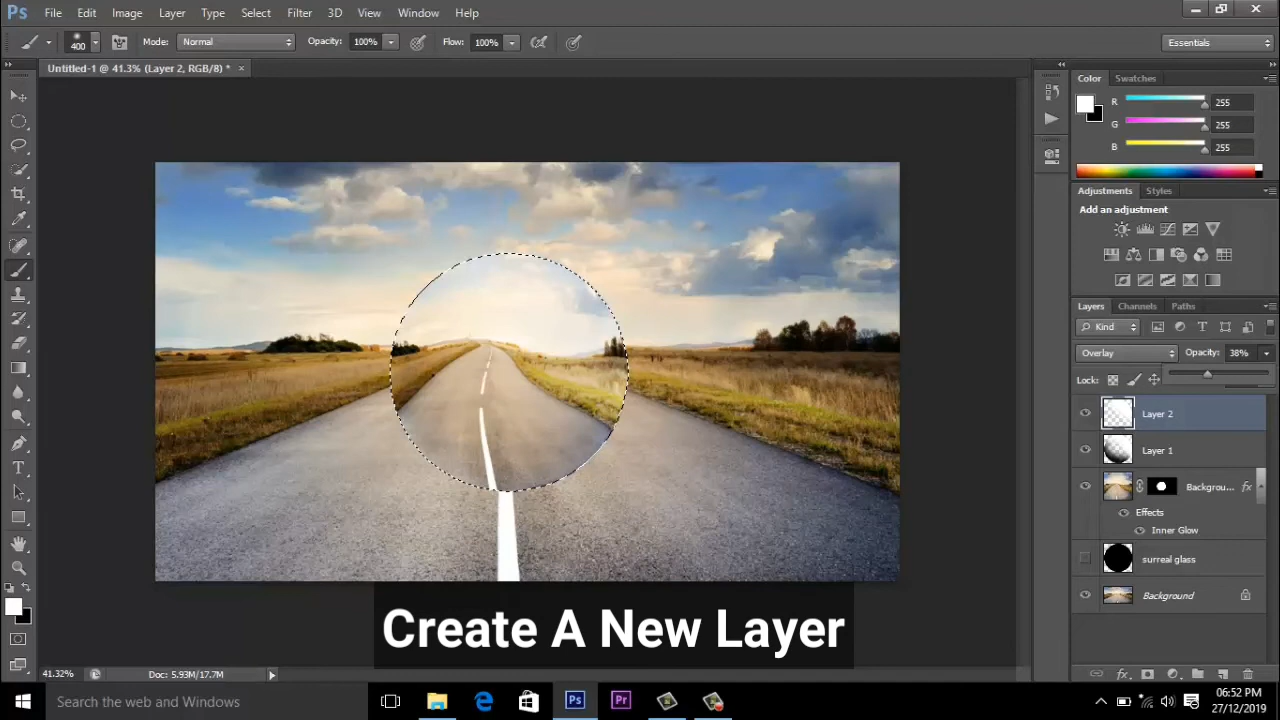 Ps File Edit Image Layer Type Select Filter 3D View Window Help
400 Mode: Normal Opacity: 100% Flow: 100% Essentials
Untitled-1 @ 41.3% (Layer 2, RGB/8) * ×
Color Swatches
R 255
G 255
B 255
Adjustments Styles
Add an adjustment
Layers Channels Paths
Kind
Overlay Opacity: 38%
Lock:
Layer 2
Layer 1
Backgrou... fx
Effects
Inner Glow
surreal glass
Background
Create A New Layer
41.32% Doc: 5.93M/17.7M
Search the web and Windows
Ps Pr
06:52 PM
27/12/2019